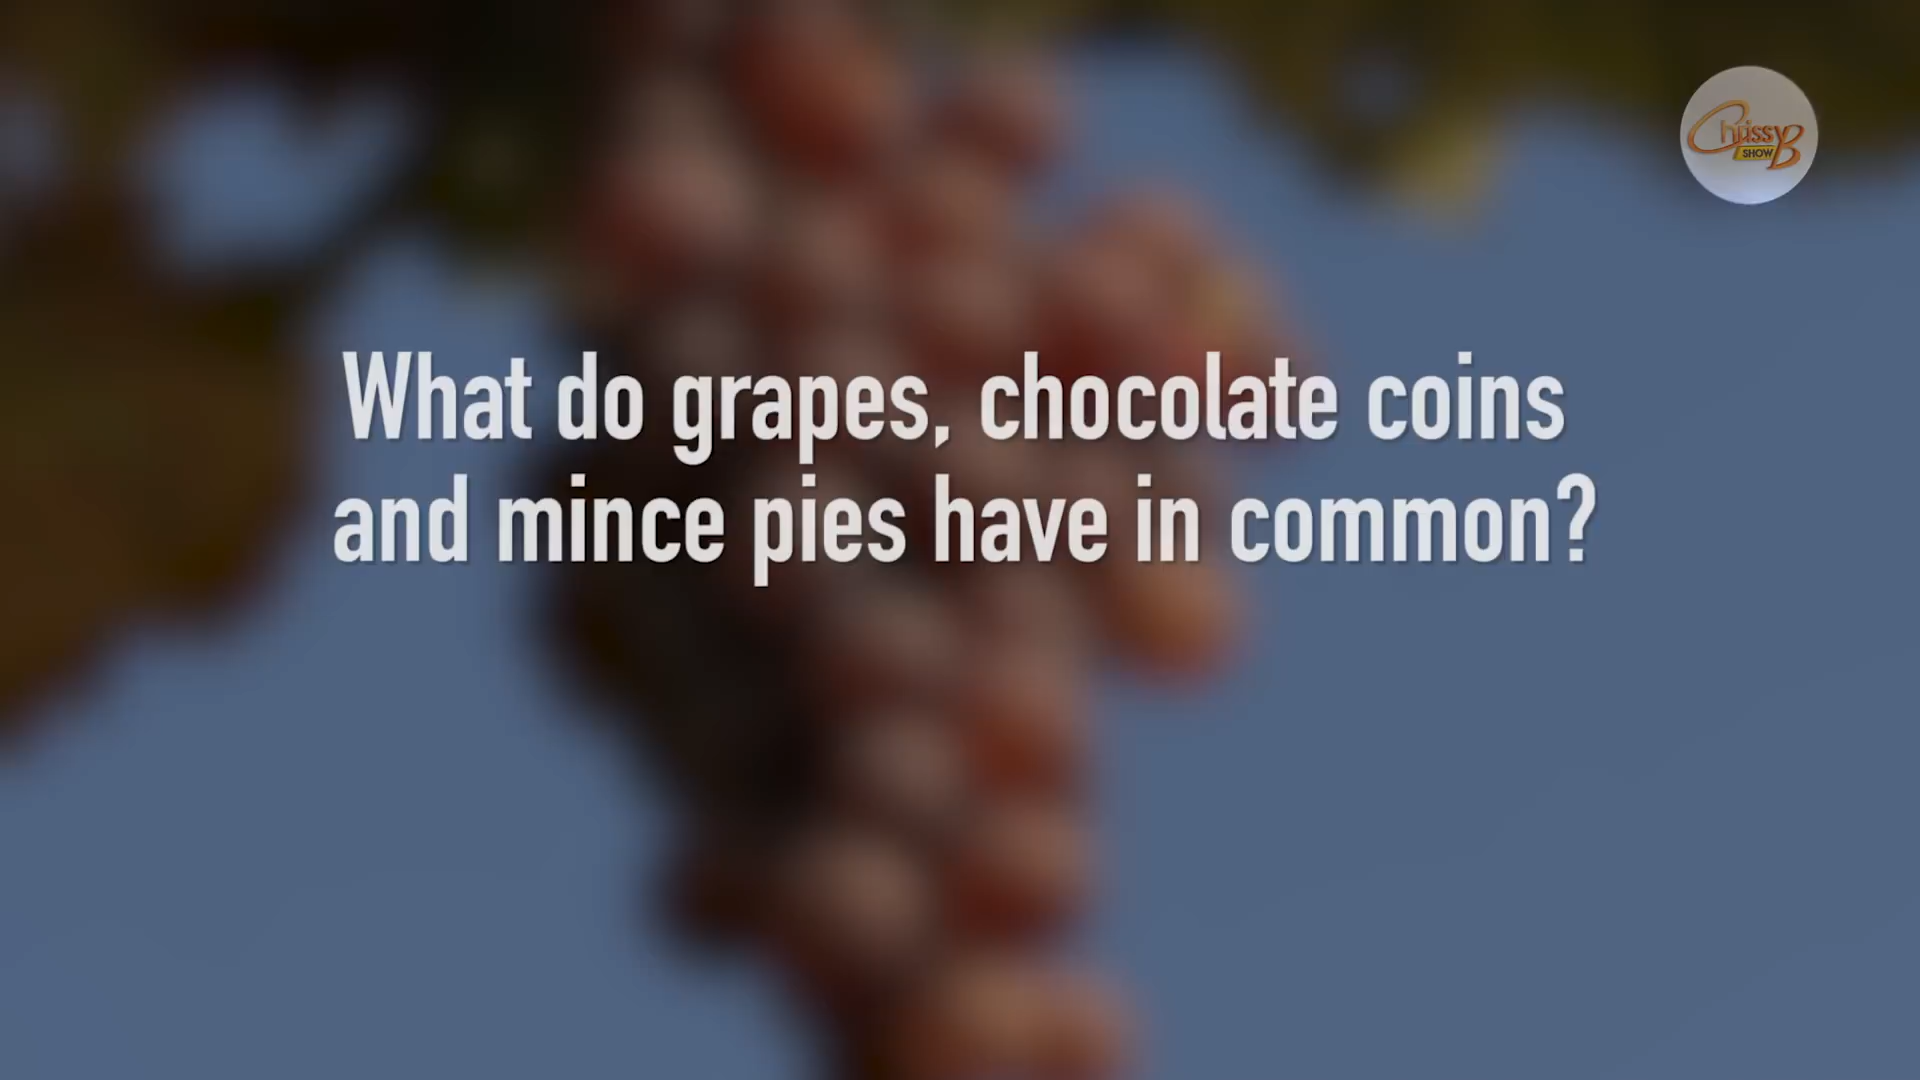 What do grapes, chocolate coins
and mince pies have in common?
Chrissy B
SHOW